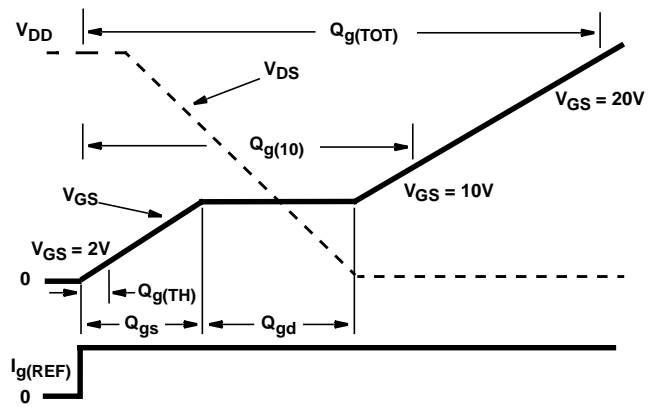 V_DD
Q_g(TOT)
V_DS
V_GS = 20V
Q_g(10)
V_GS
V_GS = 10V
V_GS = 2V
0
Q_g(TH)
Q_gs
Q_gd
I_g(REF)
0